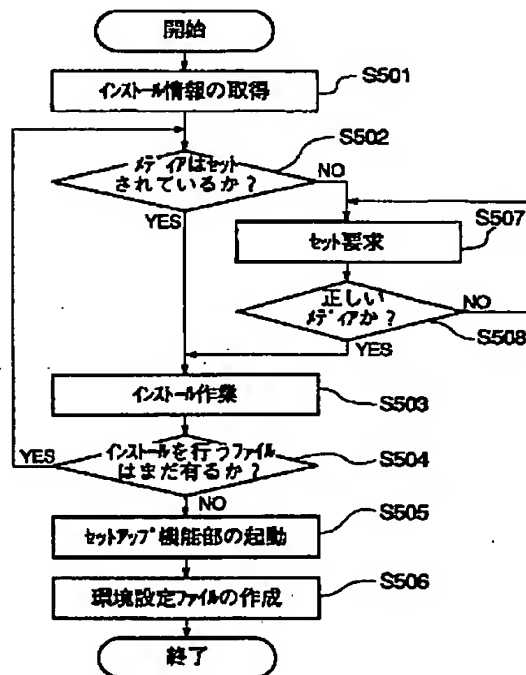 開始
インストール情報の取得
S501
メディアはセット
されているか？
S502
NO
YES
セット要求
S507
正しい
メディアか？
NO
S508
YES
インストール作業
S503
インストールを行うファイル
はまだ有るか？
YES
S504
NO
セットアップ機能部の起動
S505
環境設定ファイルの作成
S506
終了